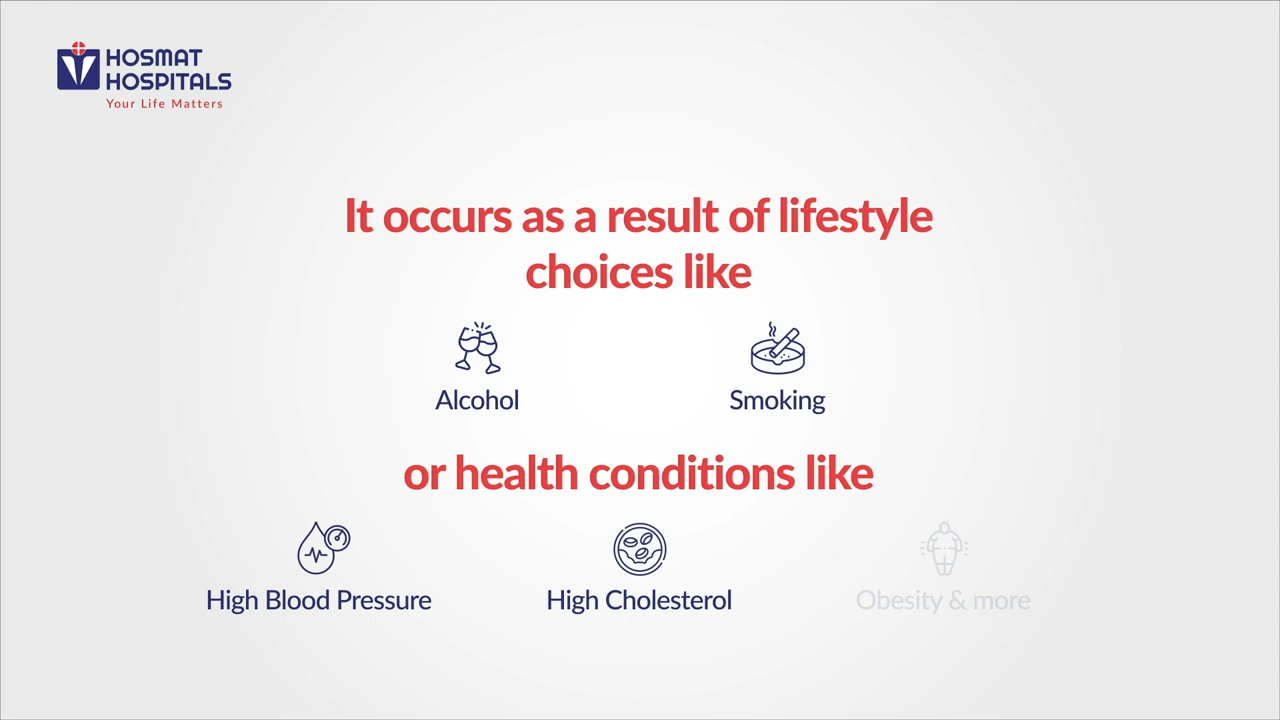 HOSMAT
HOSPITALS
Your Life Matters
It occurs as a result of lifestyle
choices like
Alcohol
Smoking
or health conditions like
High Blood Pressure
High Cholesterol
Obesity & more